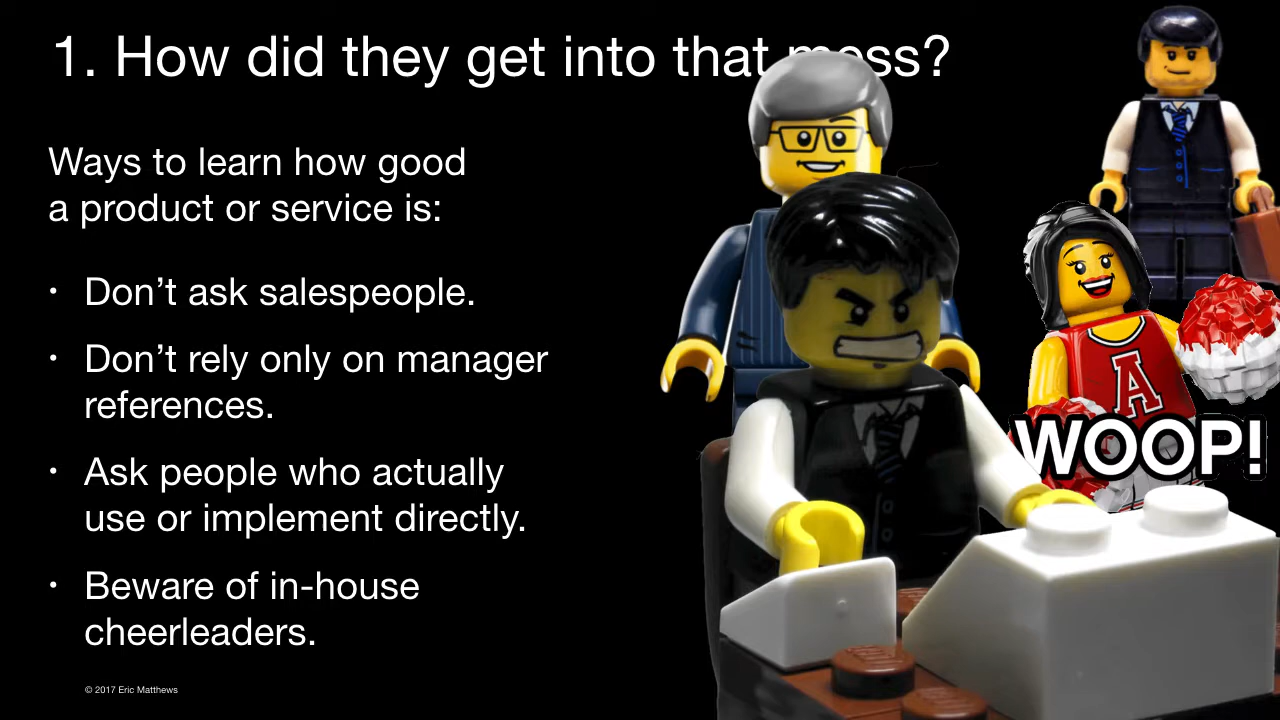 1. How did they get into that mess?
Ways to learn how good
a product or service is:
• Don’t ask salespeople.
• Don’t rely only on manager
references.
• Ask people who actually
use or implement directly.
• Beware of in-house
cheerleaders.
A
WOOP!
© 2017 Eric Matthews